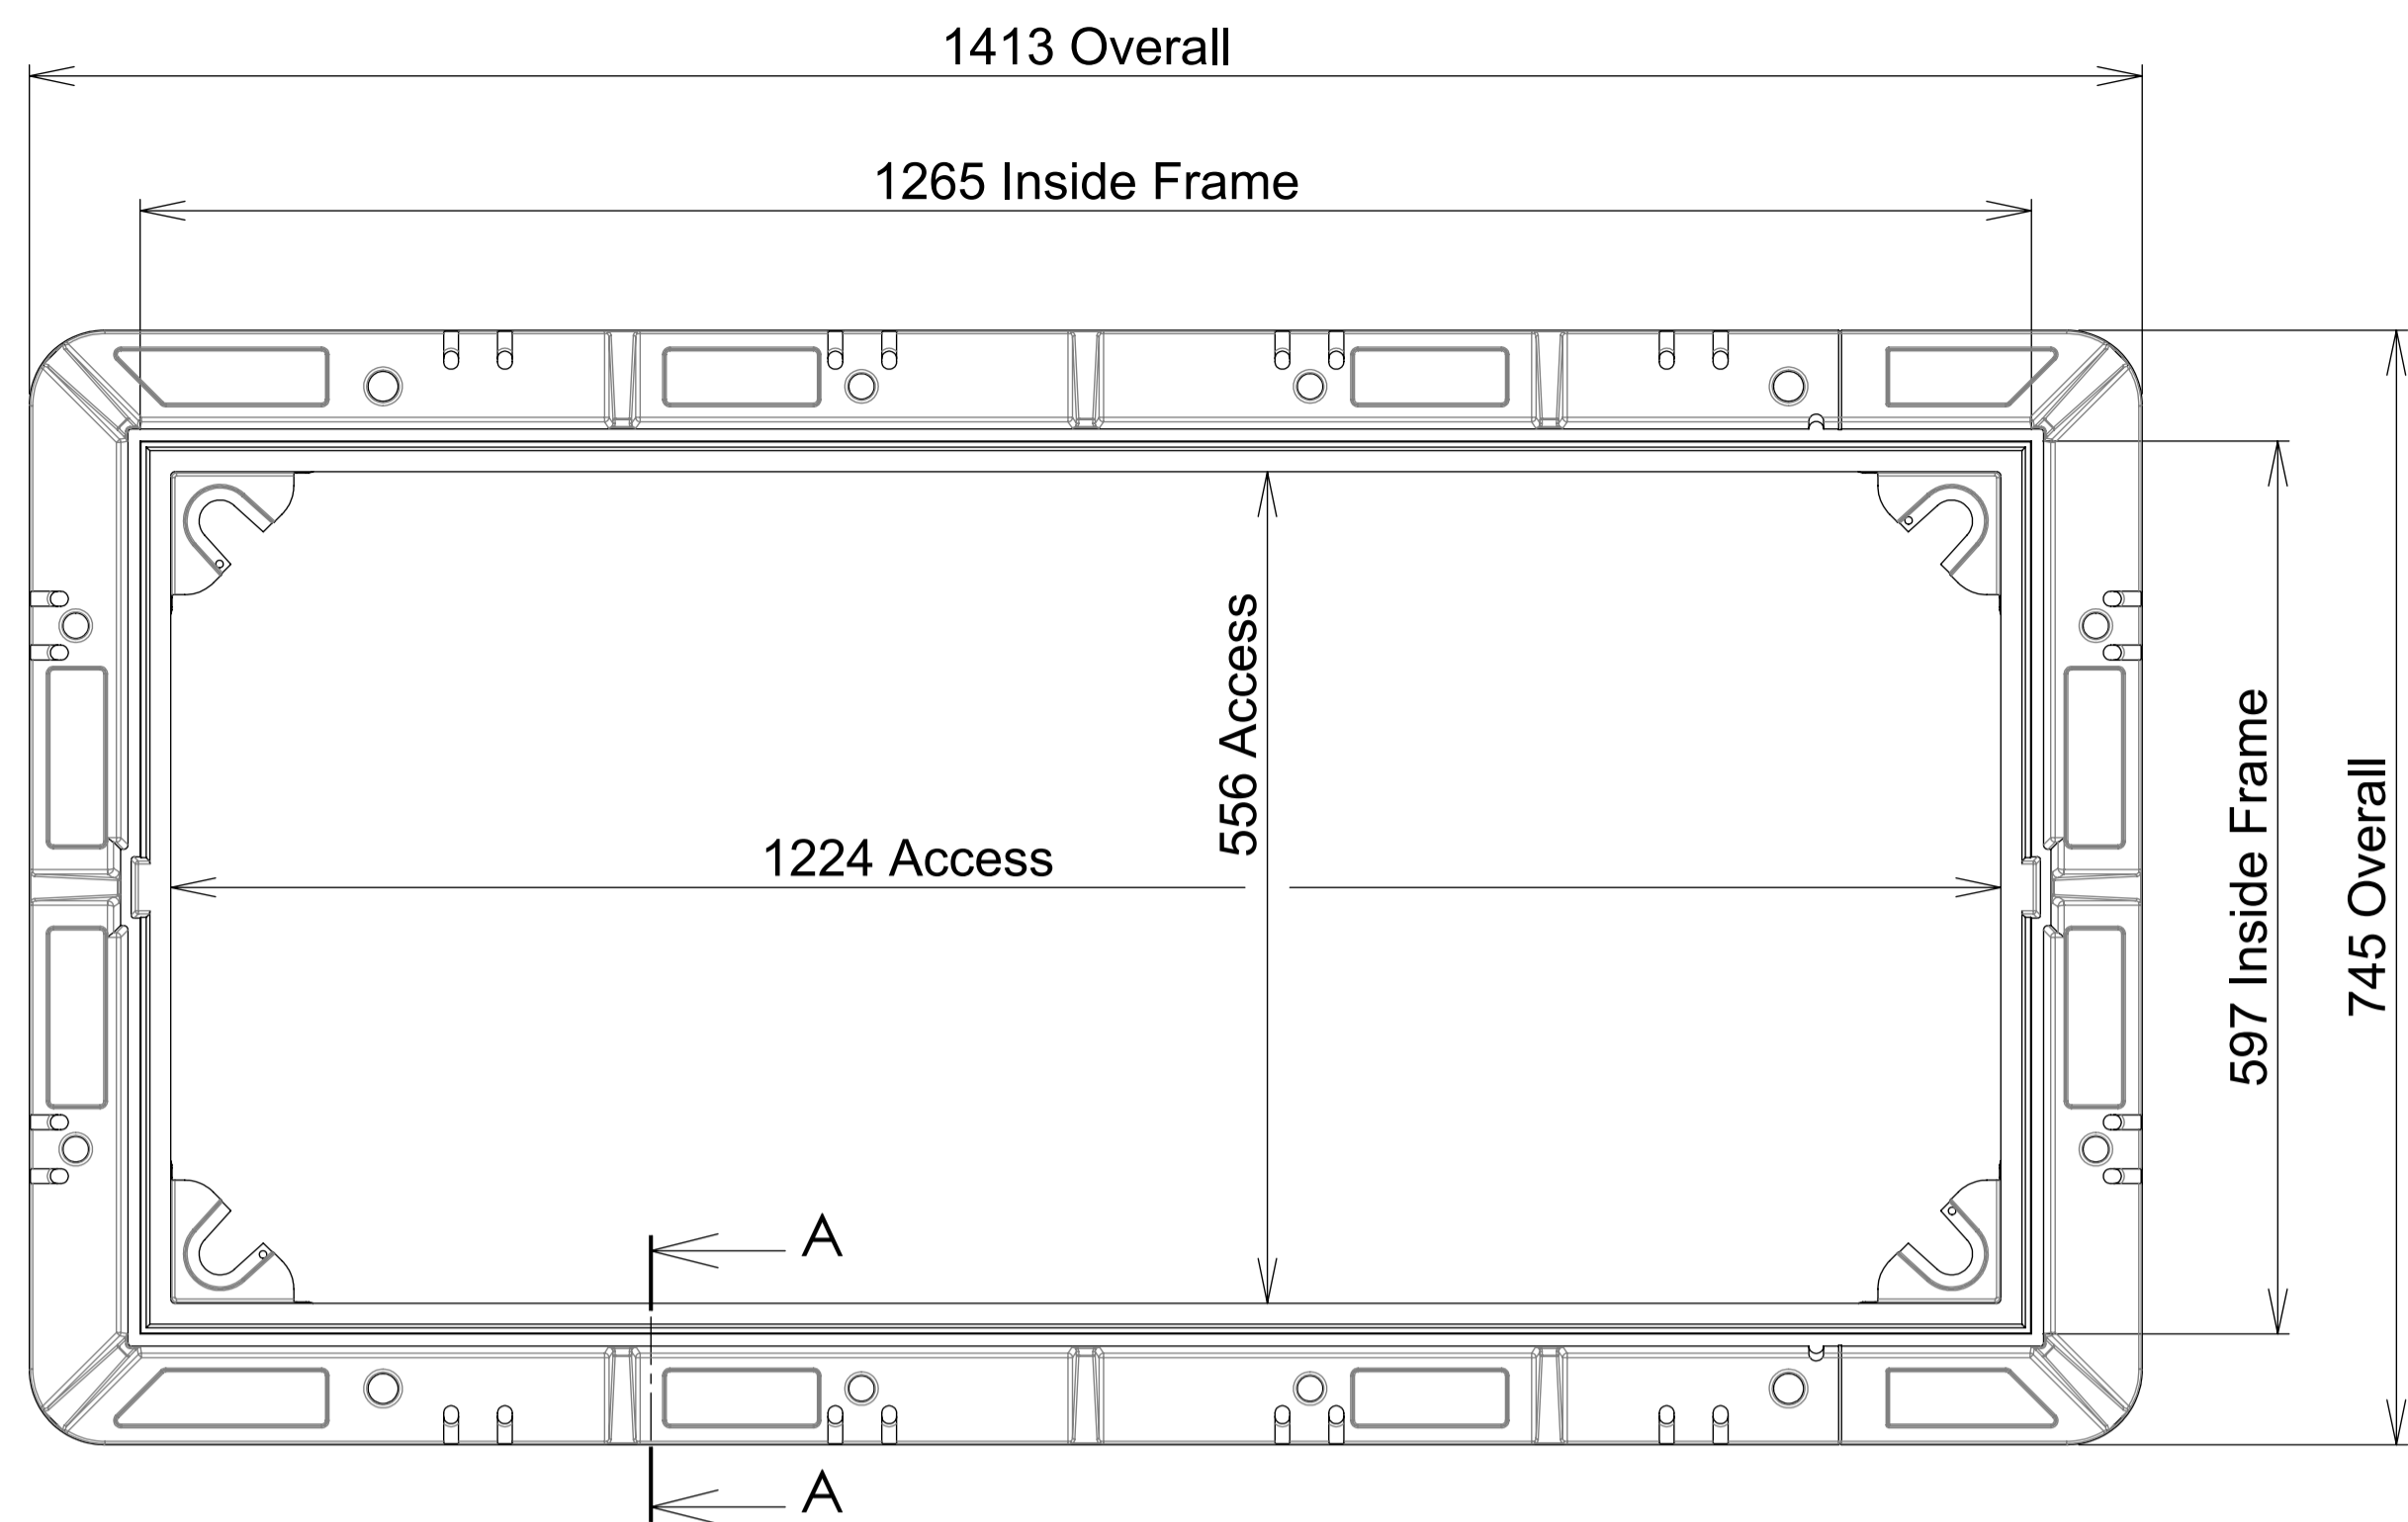 1413 Overall
1265 Inside Frame
556 Access
1224 Access
597 Inside Frame
745 Overall
A
A